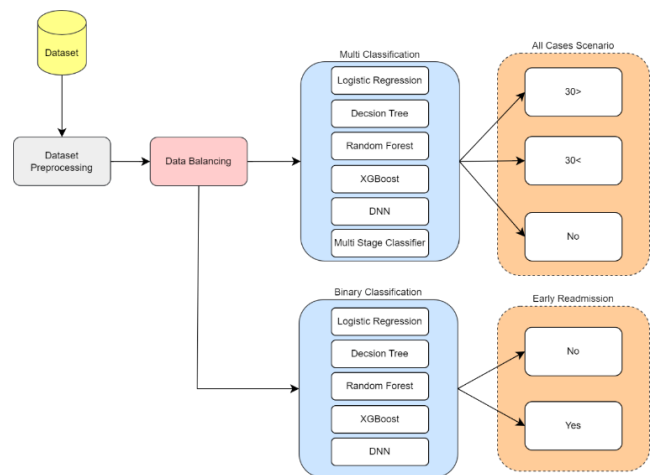 Dataset
Dataset
Preprocessing
Data Balancing
Multi Classification
Logistic Regression
Decsion Tree
Random Forest
XGBoost
DNN
Multi Stage Classifier
All Cases Scenario
30>
30<
No
Binary Classification
Logistic Regression
Decsion Tree
Random Forest
XGBoost
DNN
Early Readmission
No
Yes